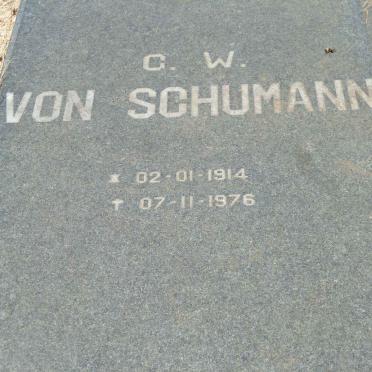 G. W.
VON SCHUMANN
* 02-01-1914
† 07-11-1976